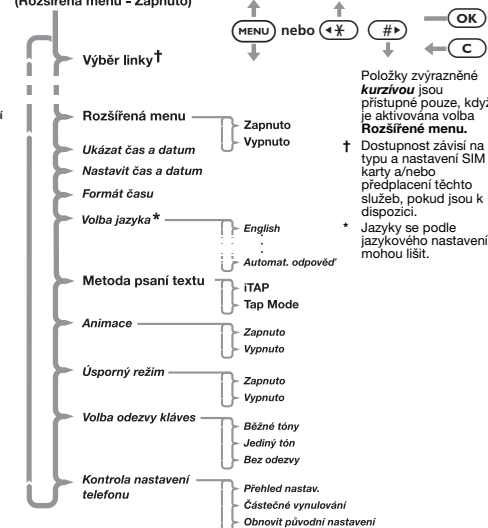 (Rozšířená menu - Zapnuto)
MENU nebo * #
OK
C
Výběr linky†
Rozšířená menu
Zapnuto
Vypnuto
Ukázat čas a datum
Nastavit čas a datum
Formát času
Volba jazyka*
English
:
Automat. odpověď
Metoda psaní textu
iTAP
Tap Mode
Animace
Zapnuto
Vypnuto
Úsporný režim
Zapnuto
Vypnuto
Volba odezvy kláves
Běžné tóny
Jediný tón
Bez odezvy
Kontrola nastavení
telefonu
Přehled nastav.
Částečné vynulování
Obnovit původní nastavení
Položky zvýrazněné
kurzívou jsou
přístupné pouze, když
je aktivována volba
Rozšířené menu.
† Dostupnost závisí na
typu a nastavení SIM
karty a/nebo
předplacení těchto
služeb, pokud jsou k
dispozici.
* Jazyky se podle
jazykového nastavení
mohou lišit.